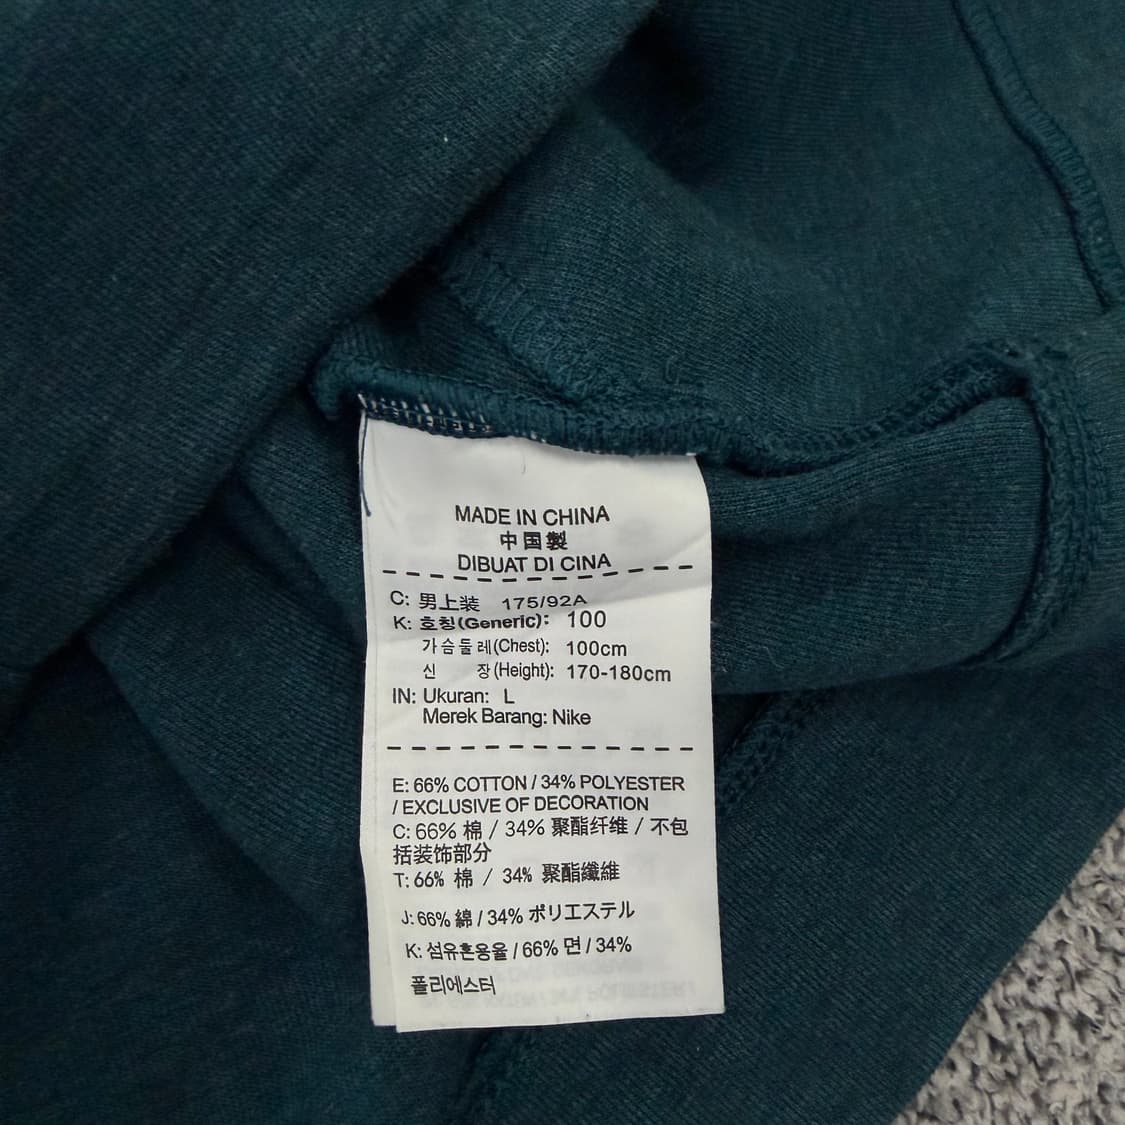 MADE IN CHINA
中国製
DIBUAT DI CINA
C: 男上装 175/92A
K: 호칭(Generic): 100
가슴둘레(Chest): 100cm
신 장(Height): 170-180cm
IN: Ukuran: L
Merek Barang: Nike
E: 66% COTTON / 34% POLYESTER
/ EXCLUSIVE OF DECORATION
C: 66% 棉 / 34% 聚酯纤维 / 不包
括装饰部分
T: 66% 棉 / 34% 聚酯纖維
J: 66% 綿 / 34% ポリエステル
K: 섬유혼용율 / 66% 면 / 34%
폴리에스터